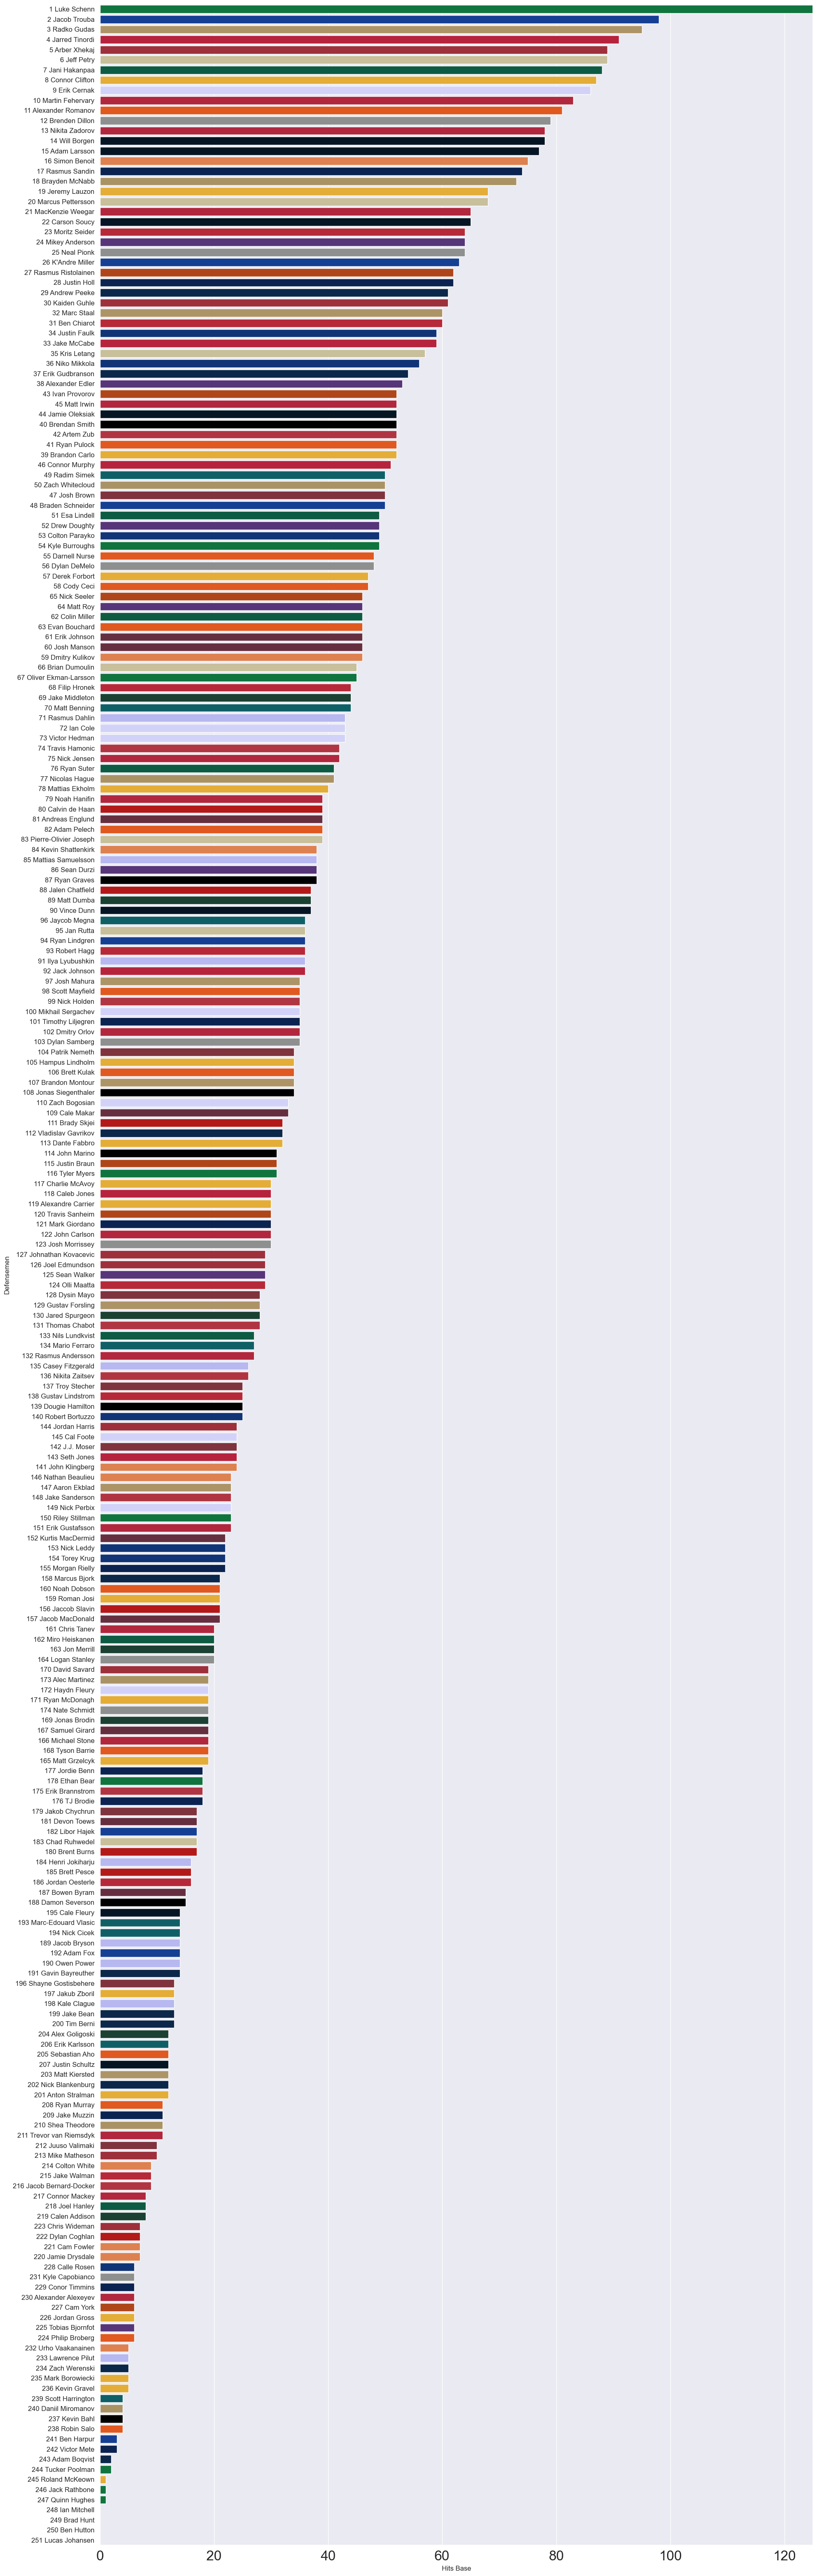 1 Luke Schenn
2 Jacob Trouba
3 Radko Gudas
4 Jarred Tinordi
5 Arber Xhekaj
6 Jeff Petry
7 Jani Hakanpaa
8 Connor Clifton
9 Erik Cernak
10 Martin Fehervary
11 Alexander Romanov
12 Brenden Dillon
13 Nikita Zadorov
14 Will Borgen
15 Adam Larsson
16 Simon Benoit
17 Rasmus Sandin
18 Brayden McNabb
19 Jeremy Lauzon
20 Marcus Pettersson
21 MacKenzie Weegar
22 Carson Soucy
23 Moritz Seider
24 Mikey Anderson
25 Neal Pionk
26 K'Andre Miller
27 Rasmus Ristolainen
28 Justin Holl
29 Andrew Peeke
30 Kaiden Guhle
32 Marc Staal
31 Ben Chiarot
34 Justin Faulk
33 Jake McCabe
35 Kris Letang
36 Niko Mikkola
37 Erik Gudbranson
38 Alexander Edler
43 Ivan Provorov
45 Matt Irwin
44 Jamie Oleksiak
40 Brendan Smith
42 Artem Zub
41 Ryan Pulock
39 Brandon Carlo
46 Connor Murphy
49 Radim Simek
50 Zach Whitecloud
47 Josh Brown
48 Braden Schneider
51 Esa Lindell
52 Drew Doughty
53 Colton Parayko
54 Kyle Burroughs
55 Darnell Nurse
56 Dylan DeMelo
57 Derek Forbort
58 Cody Ceci
65 Nick Seeler
64 Matt Roy
62 Colin Miller
63 Evan Bouchard
61 Erik Johnson
60 Josh Manson
59 Dmitry Kulikov
66 Brian Dumoulin
67 Oliver Ekman-Larsson
68 Filip Hronek
69 Jake Middleton
70 Matt Benning
71 Rasmus Dahlin
72 Ian Cole
73 Victor Hedman
74 Travis Hamonic
75 Nick Jensen
76 Ryan Suter
77 Nicolas Hague
78 Mattias Ekholm
79 Noah Hanifin
80 Calvin de Haan
81 Andreas Englund
82 Adam Pelech
83 Pierre-Olivier Joseph
84 Kevin Shattenkirk
85 Mattias Samuelsson
86 Sean Durzi
87 Ryan Graves
88 Jalen Chatfield
89 Matt Dumba
90 Vince Dunn
96 Jaycob Megna
95 Jan Rutta
94 Ryan Lindgren
93 Robert Hagg
91 Ilya Lyubushkin
92 Jack Johnson
97 Josh Mahura
98 Scott Mayfield
99 Nick Holden
100 Mikhail Sergachev
101 Timothy Liljegren
102 Dmitry Orlov
103 Dylan Samberg
104 Patrik Nemeth
105 Hampus Lindholm
106 Brett Kulak
107 Brandon Montour
108 Jonas Siegenthaler
110 Zach Bogosian
109 Cale Makar
111 Brady Skjei
112 Vladislav Gavrikov
113 Dante Fabbro
114 John Marino
115 Justin Braun
116 Tyler Myers
117 Charlie McAvoy
118 Caleb Jones
119 Alexandre Carrier
120 Travis Sanheim
121 Mark Giordano
122 John Carlson
123 Josh Morrissey
127 Johnathan Kovacevic
126 Joel Edmundson
125 Sean Walker
124 Olli Maatta
128 Dysin Mayo
129 Gustav Forsling
130 Jared Spurgeon
131 Thomas Chabot
133 Nils Lundkvist
134 Mario Ferraro
132 Rasmus Andersson
135 Casey Fitzgerald
136 Nikita Zaitsev
137 Troy Stecher
138 Gustav Lindstrom
139 Dougie Hamilton
140 Robert Bortuzzo
144 Jordan Harris
145 Cal Foote
142 J.J. Moser
143 Seth Jones
141 John Klingberg
146 Nathan Beaulieu
147 Aaron Ekblad
148 Jake Sanderson
149 Nick Perbix
150 Riley Stillman
151 Erik Gustafsson
152 Kurtis MacDermid
153 Nick Leddy
154 Torey Krug
155 Morgan Rielly
158 Marcus Bjork
160 Noah Dobson
159 Roman Josi
156 Jaccob Slavin
157 Jacob MacDonald
161 Chris Tanev
162 Miro Heiskanen
163 Jon Merrill
164 Logan Stanley
170 David Savard
173 Alec Martinez
172 Haydn Fleury
171 Ryan McDonagh
174 Nate Schmidt
169 Jonas Brodin
167 Samuel Girard
166 Michael Stone
168 Tyson Barrie
165 Matt Grzelcyk
177 Jordie Benn
178 Ethan Bear
175 Erik Brannstrom
176 TJ Brodie
179 Jakob Chychrun
181 Devon Toews
182 Libor Hajek
183 Chad Ruhwedel
180 Brent Burns
184 Henri Jokiharju
185 Brett Pesce
186 Jordan Oesterle
187 Bowen Byram
188 Damon Severson
195 Cale Fleury
193 Marc-Edouard Vlasic
194 Nick Cicek
189 Jacob Bryson
192 Adam Fox
190 Owen Power
191 Gavin Bayreuther
196 Shayne Gostisbehere
197 Jakub Zboril
198 Kale Clague
199 Jake Bean
200 Tim Berni
204 Alex Goligoski
206 Erik Karlsson
205 Sebastian Aho
207 Justin Schultz
203 Matt Kiersted
202 Nick Blankenburg
201 Anton Stralman
208 Ryan Murray
209 Jake Muzzin
210 Shea Theodore
211 Trevor van Riemsdyk
212 Juuso Valimaki
213 Mike Matheson
214 Colton White
215 Jake Walman
216 Jacob Bernard-Docker
217 Connor Mackey
218 Joel Hanley
219 Calen Addison
223 Chris Wideman
222 Dylan Coghlan
221 Cam Fowler
220 Jamie Drysdale
228 Calle Rosen
231 Kyle Capobianco
229 Conor Timmins
230 Alexander Alexeyev
227 Cam York
226 Jordan Gross
225 Tobias Bjornfot
224 Philip Broberg
232 Urho Vaakanainen
233 Lawrence Pilut
234 Zach Werenski
235 Mark Borowiecki
236 Kevin Gravel
239 Scott Harrington
240 Daniil Miromanov
237 Kevin Bahl
238 Robin Salo
241 Ben Harpur
242 Victor Mete
243 Adam Boqvist
244 Tucker Poolman
245 Roland McKeown
246 Jack Rathbone
247 Quinn Hughes
248 Ian Mitchell
249 Brad Hunt
250 Ben Hutton
251 Lucas Johansen
Defensemen
0 20 40 60 80 100 120
Hits Base